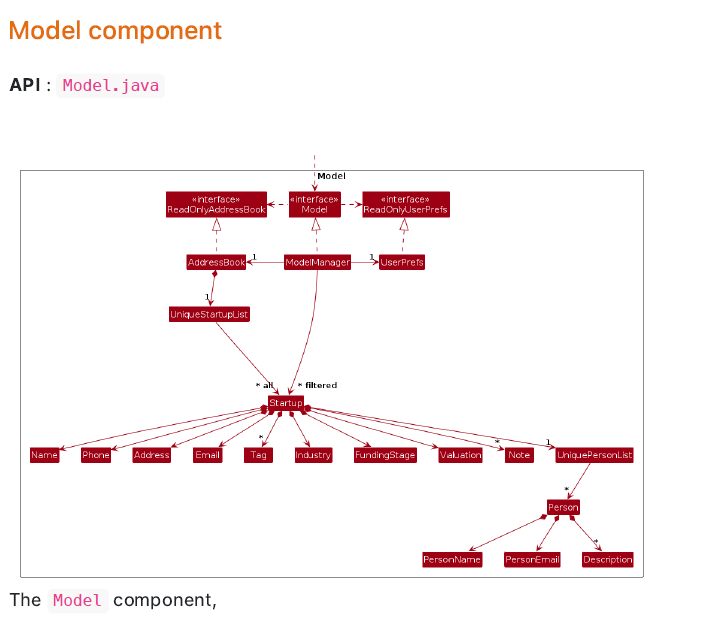 Model component
API : Model.java
Model
«interface» ReadOnlyAddressBook
«interface» Model
«interface» ReadOnlyUserPrefs
AddressBook 1 ModelManager 1 UserPrefs
1
UniqueStartupList
* all * filtered
Startup
* * 1
Name Phone Address Email Tag Industry FundingStage Valuation Note UniquePersonList
*
Person
*
PersonName PersonEmail Description
The Model component,